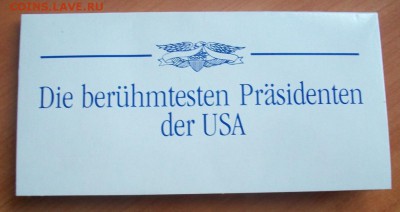 COINS.LAVE.RU
Die berühmtesten Präsidenten
der USA